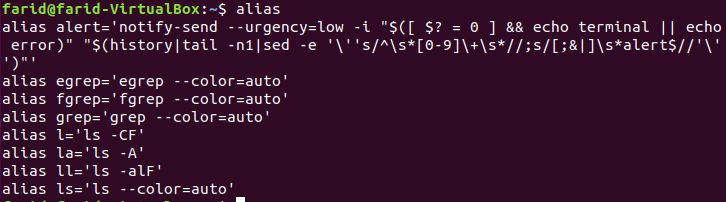 farid@farid-VirtualBox:~$ alias
alias alert='notify-send --urgency=low -i "$([ $? = 0 ] && echo terminal || echo
 error)" "$(history|tail -n1|sed -e '\''s/^\s*[0-9]\+\s*//;s/[;&|]\s*alert$//'\'
')"'
alias egrep='egrep --color=auto'
alias fgrep='fgrep --color=auto'
alias grep='grep --color=auto'
alias l='ls -CF'
alias la='ls -A'
alias ll='ls -alF'
alias ls='ls --color=auto'